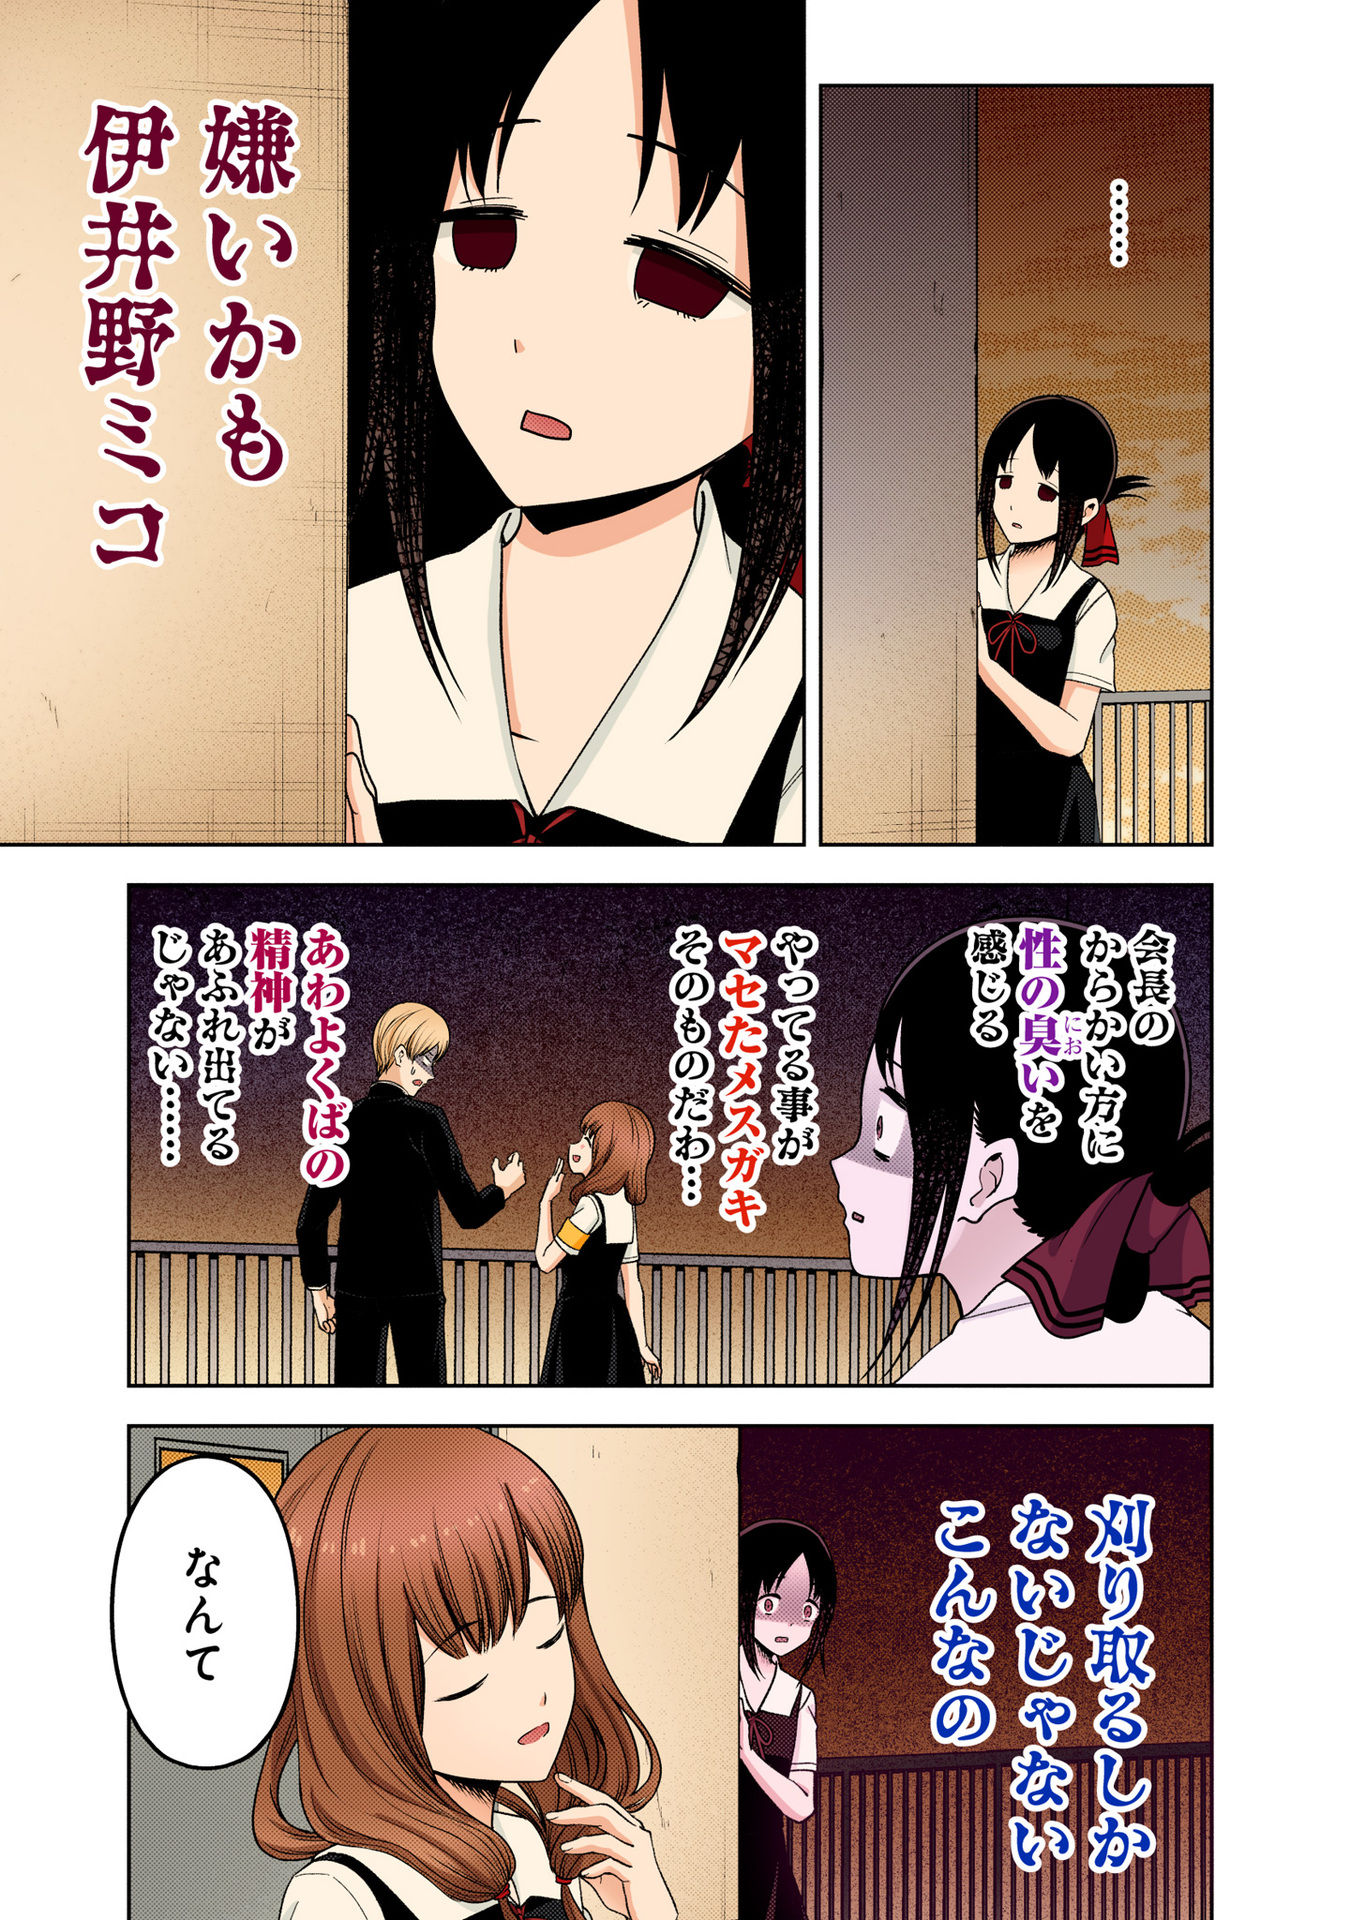 ……
嫌いかも
伊井野ミコ
会長の
からかい方に
性の臭いを
にお
感じる
やってる事が
マセたメスガキ
そのものだわ…
あわよくばの
精神が
あふれ出てる
じゃない……
刈り取るしか
ないじゃない
こんなの
なんて